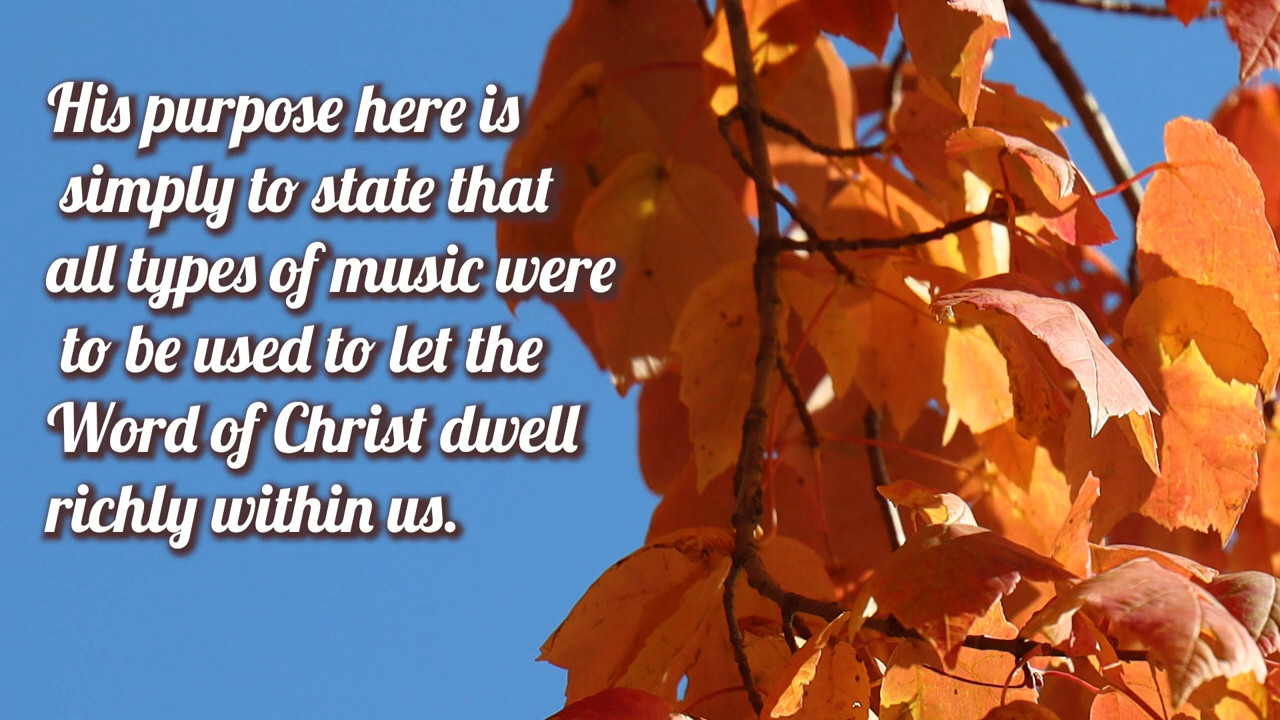 His purpose here is
simply to state that
all types of music were
to be used to let the
Word of Christ dwell
richly within us.